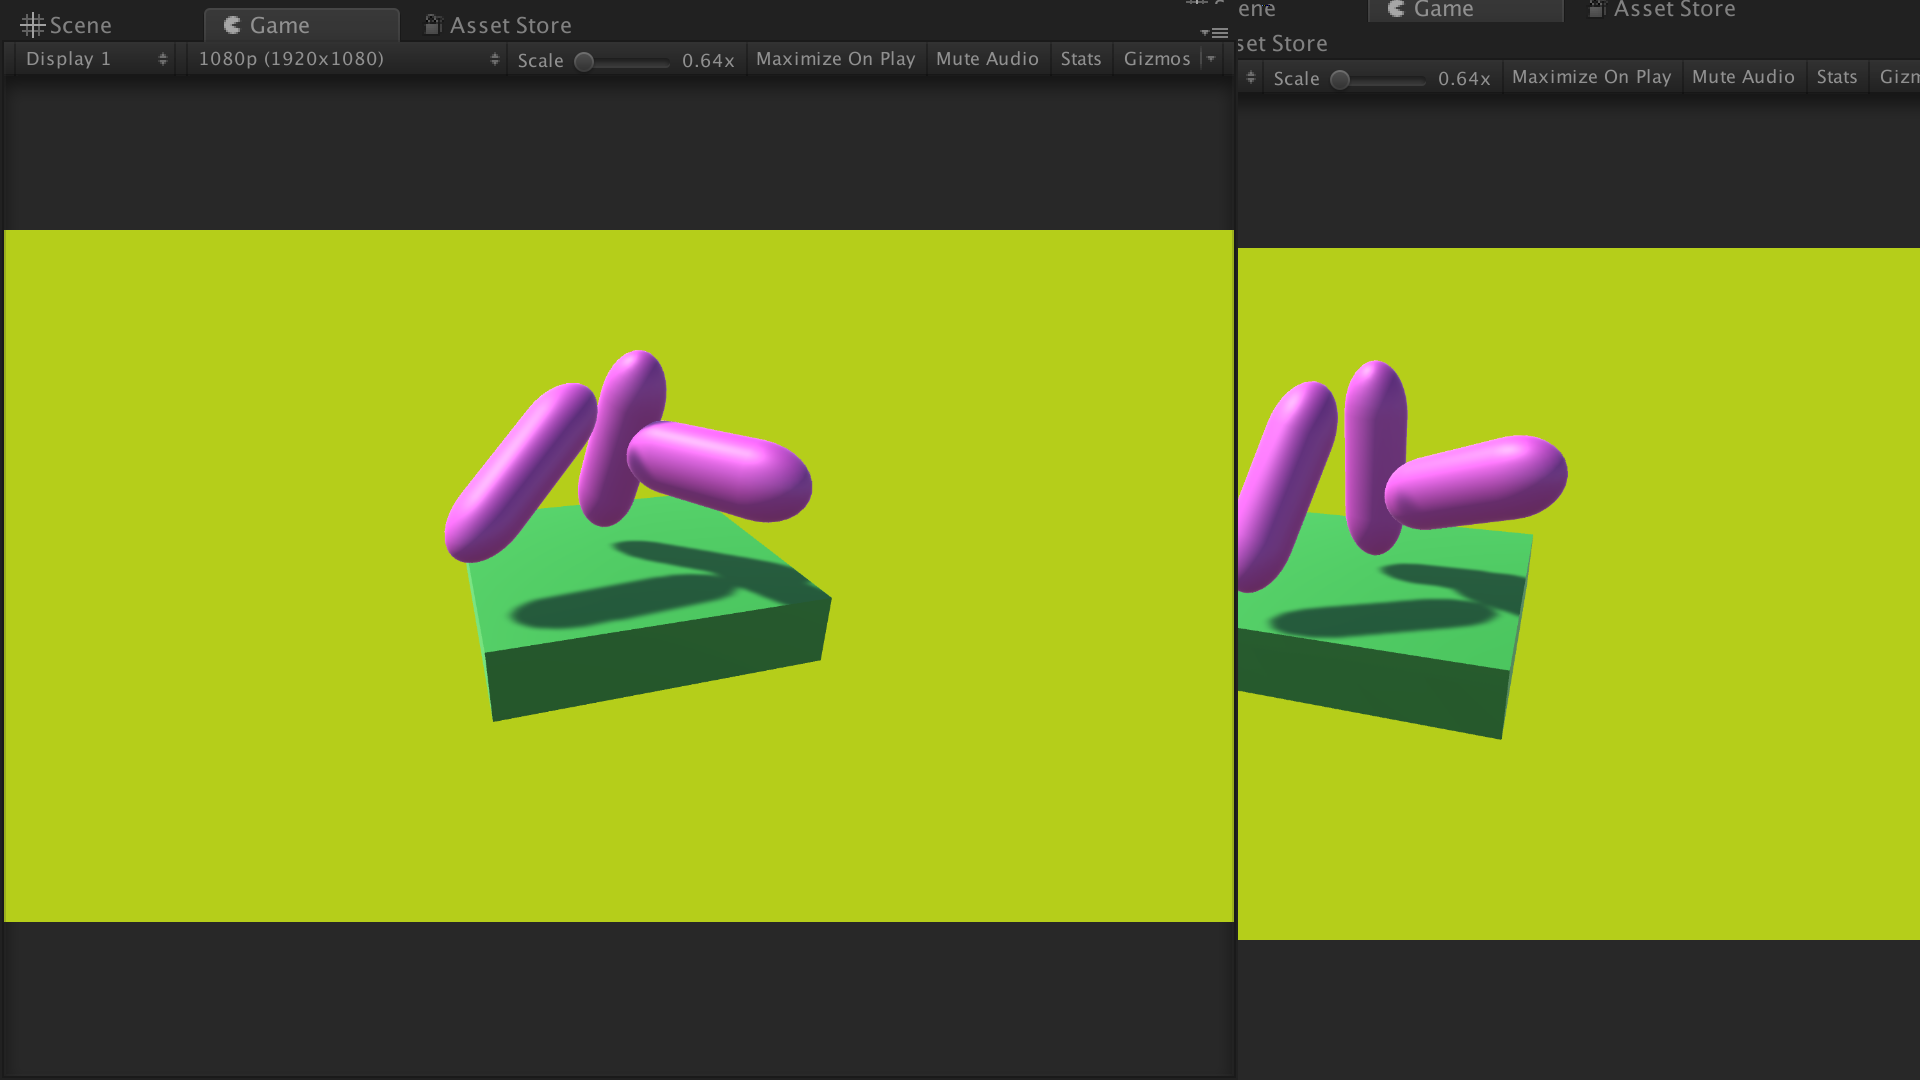 Scene Game Asset Store
Display 1 1080p (1920x1080) Scale 0.64x Maximize On Play Mute Audio Stats Gizmos
ene Game Asset Store
set Store
Scale 0.64x Maximize On Play Mute Audio Stats Gizm